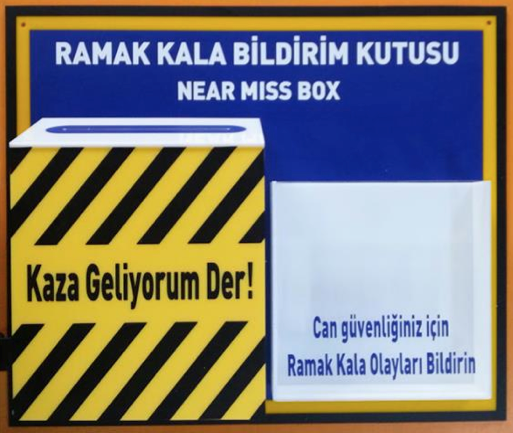 RAMAK KALA BİLDİRİM KUTUSU
NEAR MISS BOX
Kaza Geliyorum Der!
Can güvenliğiniz için
Ramak Kala Olayları Bildirin